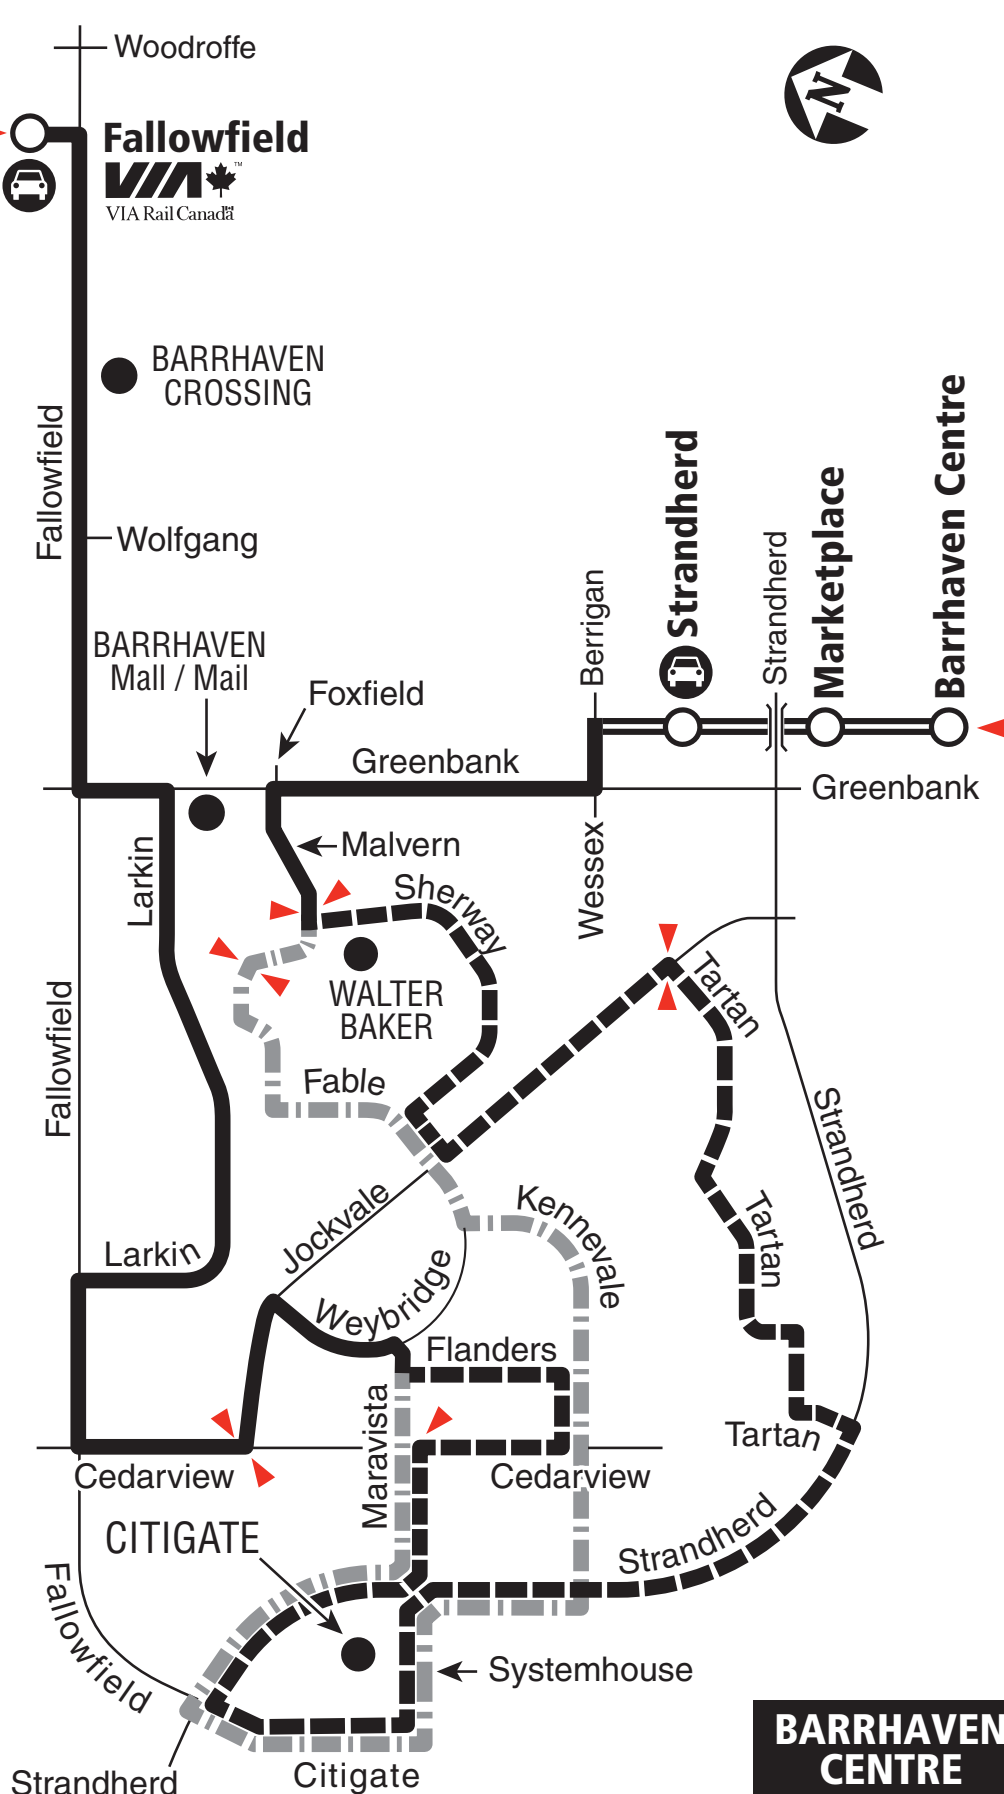 Woodroffe
N
Fallowfield
VIA™
VIA Rail Canada
BARRHAVEN
CROSSING
Fallowfield
Wolfgang
Strandherd
Marketplace
Barrhaven Centre
Strandherd
Berrigan
BARRHAVEN
Mall / Mail
Foxfield
Greenbank
Greenbank
Malvern
Larkin
Wessex
Sherway
WALTER
BAKER
Tartan
Fallowfield
Fable
Strandherd
Jockvale
Kennevale
Tartan
Larkin
Weybridge
Flanders
Maravista
Tartan
Cedarview
Cedarview
CITIGATE
Strandherd
Fallowfield
Systemhouse
BARRHAVEN
CENTRE
Strandherd
Citigate